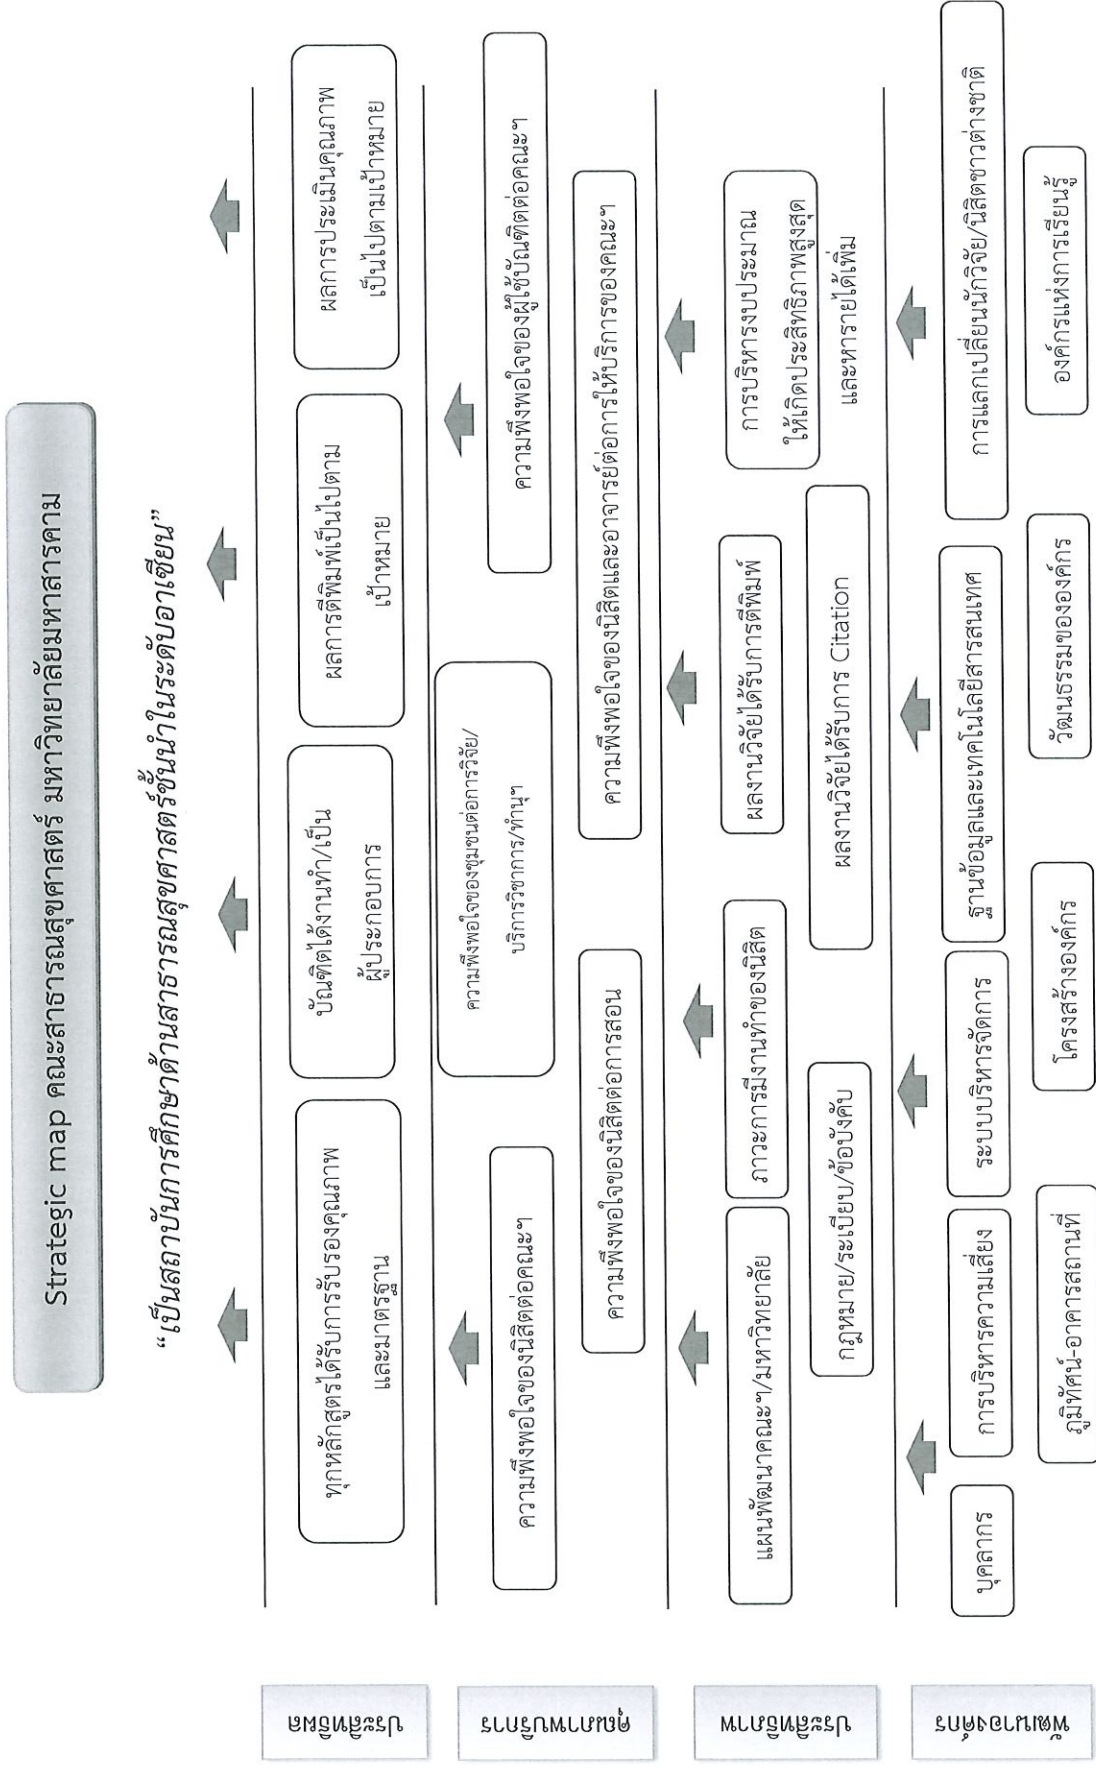 Strategic map คณะสาธารณสุขศาสตร์ มหาวิทยาลัยมหาสารคาม
“เป็นสถาบันการศึกษาด้านสาธารณสุขศาสตร์ชั้นนำในระดับอาเซียน”
ประสิทธิผล
ทุกหลักสูตรได้รับการรับรองคุณภาพ
และมาตรฐาน
บัณฑิตได้งานทำ/เป็น
ผู้ประกอบการ
ผลการตีพิมพ์เป็นไปตาม
เป้าหมาย
ผลการประเมินคุณภาพ
เป็นไปตามเป้าหมาย
คุณภาพบริการ
ความพึงพอใจของนิสิตต่อคณะฯ
ความพึงพอใจของชุมชนต่อการวิจัย/
บริการวิชาการ/ทำนุฯ
ความพึงพอใจของผู้ใช้บัณฑิตต่อคณะฯ
ความพึงพอใจของนิสิตต่อการสอน
ความพึงพอใจของนิสิตและอาจารย์ต่อการให้บริการของคณะฯ
ประสิทธิภาพ
แผนพัฒนาคณะฯ/มหาวิทยาลัย
ภาวะการมีงานทำของนิสิต
ผลงานวิจัยได้รับการตีพิมพ์
การบริหารงบประมาณ
ให้เกิดประสิทธิภาพสูงสุด
และหารายได้เพิ่ม
กฎหมาย/ระเบียบ/ข้อบังคับ
ผลงานวิจัยได้รับการ Citation
พัฒนาองค์กร
บุคลากร
การบริหารความเสี่ยง
ระบบบริหารจัดการ
ฐานข้อมูลและเทคโนโลยีสารสนเทศ
การแลกเปลี่ยนนักวิจัย/นิสิตชาวต่างชาติ
ภูมิทัศน์-อาคารสถานที่
โครงสร้างองค์กร
วัฒนธรรมขององค์กร
องค์กรแห่งการเรียนรู้